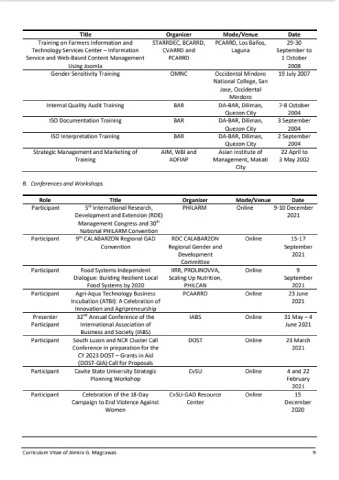 Title Organizer Mode/Venue Date
Training on Farmers Information and STARRDEC, BCARRD, PCARRD, Los Baños, 29-30
Technology Services Center – Information CVARRD and Laguna September to
Service and Web-Based Content Management PCARRD 1 October
Using Joomla 2008
Gender Sensitivity Training OMNC Occidental Mindoro 19 July 2007
National College, San
Jose, Occidental
Mindoro
Internal Quality Audit Training BAR DA-BAR, Diliman, 7-8 October
Quezon City 2004
ISO Documentation Training BAR DA-BAR, Diliman, 3 September
Quezon City 2004
ISO Interpretation Training BAR DA-BAR, Diliman, 2 September
Quezon City 2004
Strategic Management and Marketing of AIM, WBI and Asian Institute of 22 April to
Training ADFIAP Management, Makati 3 May 2002
City
B. Conferences and Workshops
Role Title Organizer Mode/Venue Date
Participant 5th International Research, PHILARM Online 9-10 December
Development and Extension (RDE) 2021
Management Congress and 30th
National PHILARM Convention
Participant 9th CALABARZON Regional GAD RDC CALABARZON Online 15-17
Convention Regional Gender and September
Development 2021
Committee
Participant Food Systems Independent IIRR, PROLINOVVA, Online 9
Dialogue: Building Resilient Local Scaling Up Nutrition, September
Food Systems by 2020 PHILCAN 2021
Participant Agri-Aqua Technology Business PCAARRD Online 23 June
Incubation (ATBI): A Celebration of 2021
Innovation and Agripreneurship
Presenter 32nd Annual Conference of the IABS Online 31 May – 4
Participant International Association of June 2021
Business and Society (IABS)
Participant South Luzon and NCR Cluster Call DOST Online 23 March
Conference in preparation for the 2021
CY 2023 DOST – Grants in Aid
(DOST-GIA) Call for Proposals
Participant Cavite State University Strategic CvSU Online 4 and 22
Planning Workshop February
2021
Participant Celebration of the 18-Day CvSU-GAD Resource Online 15
Campaign to End Violence Against Center December
Women 2020
Curriculum Vitae of Almira G. Magcawas 9